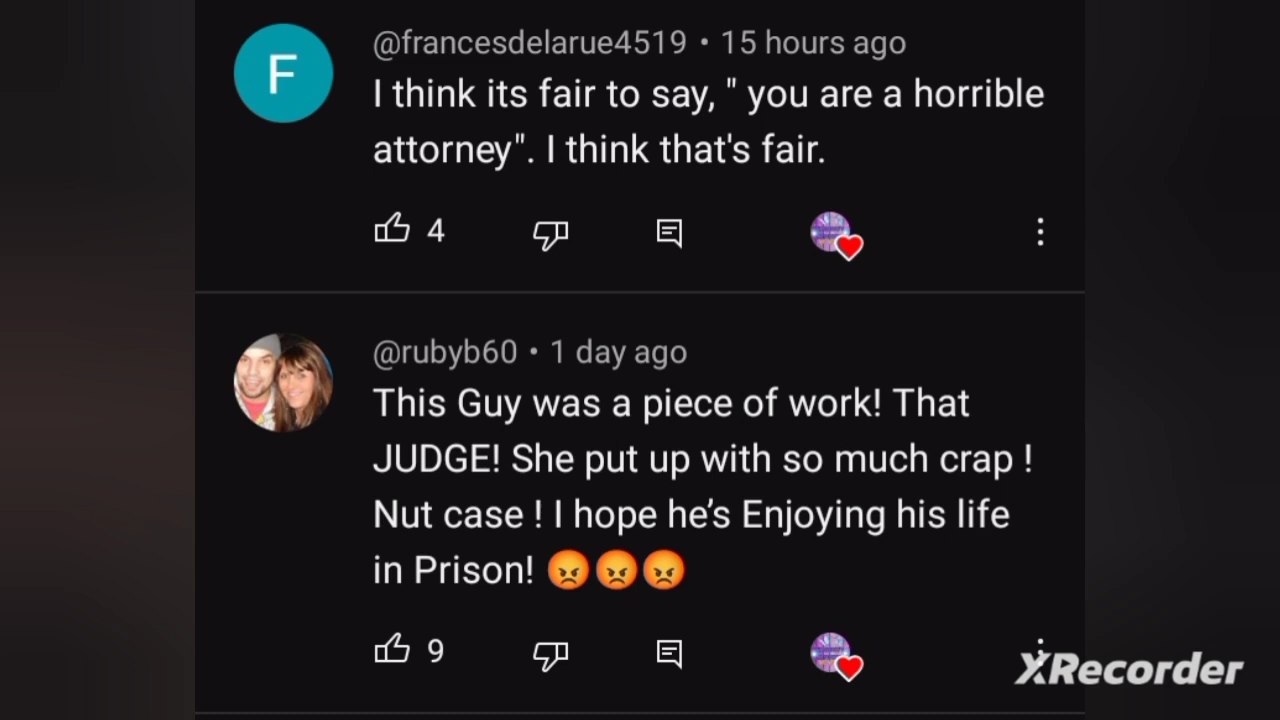 F
@francesdelarue4519 • 15 hours ago
I think its fair to say, " you are a horrible
attorney". I think that's fair.
4
@rubyb60 • 1 day ago
This Guy was a piece of work! That
JUDGE! She put up with so much crap !
Nut case ! I hope he’s Enjoying his life
in Prison! 😡😡😡
9
XRecorder